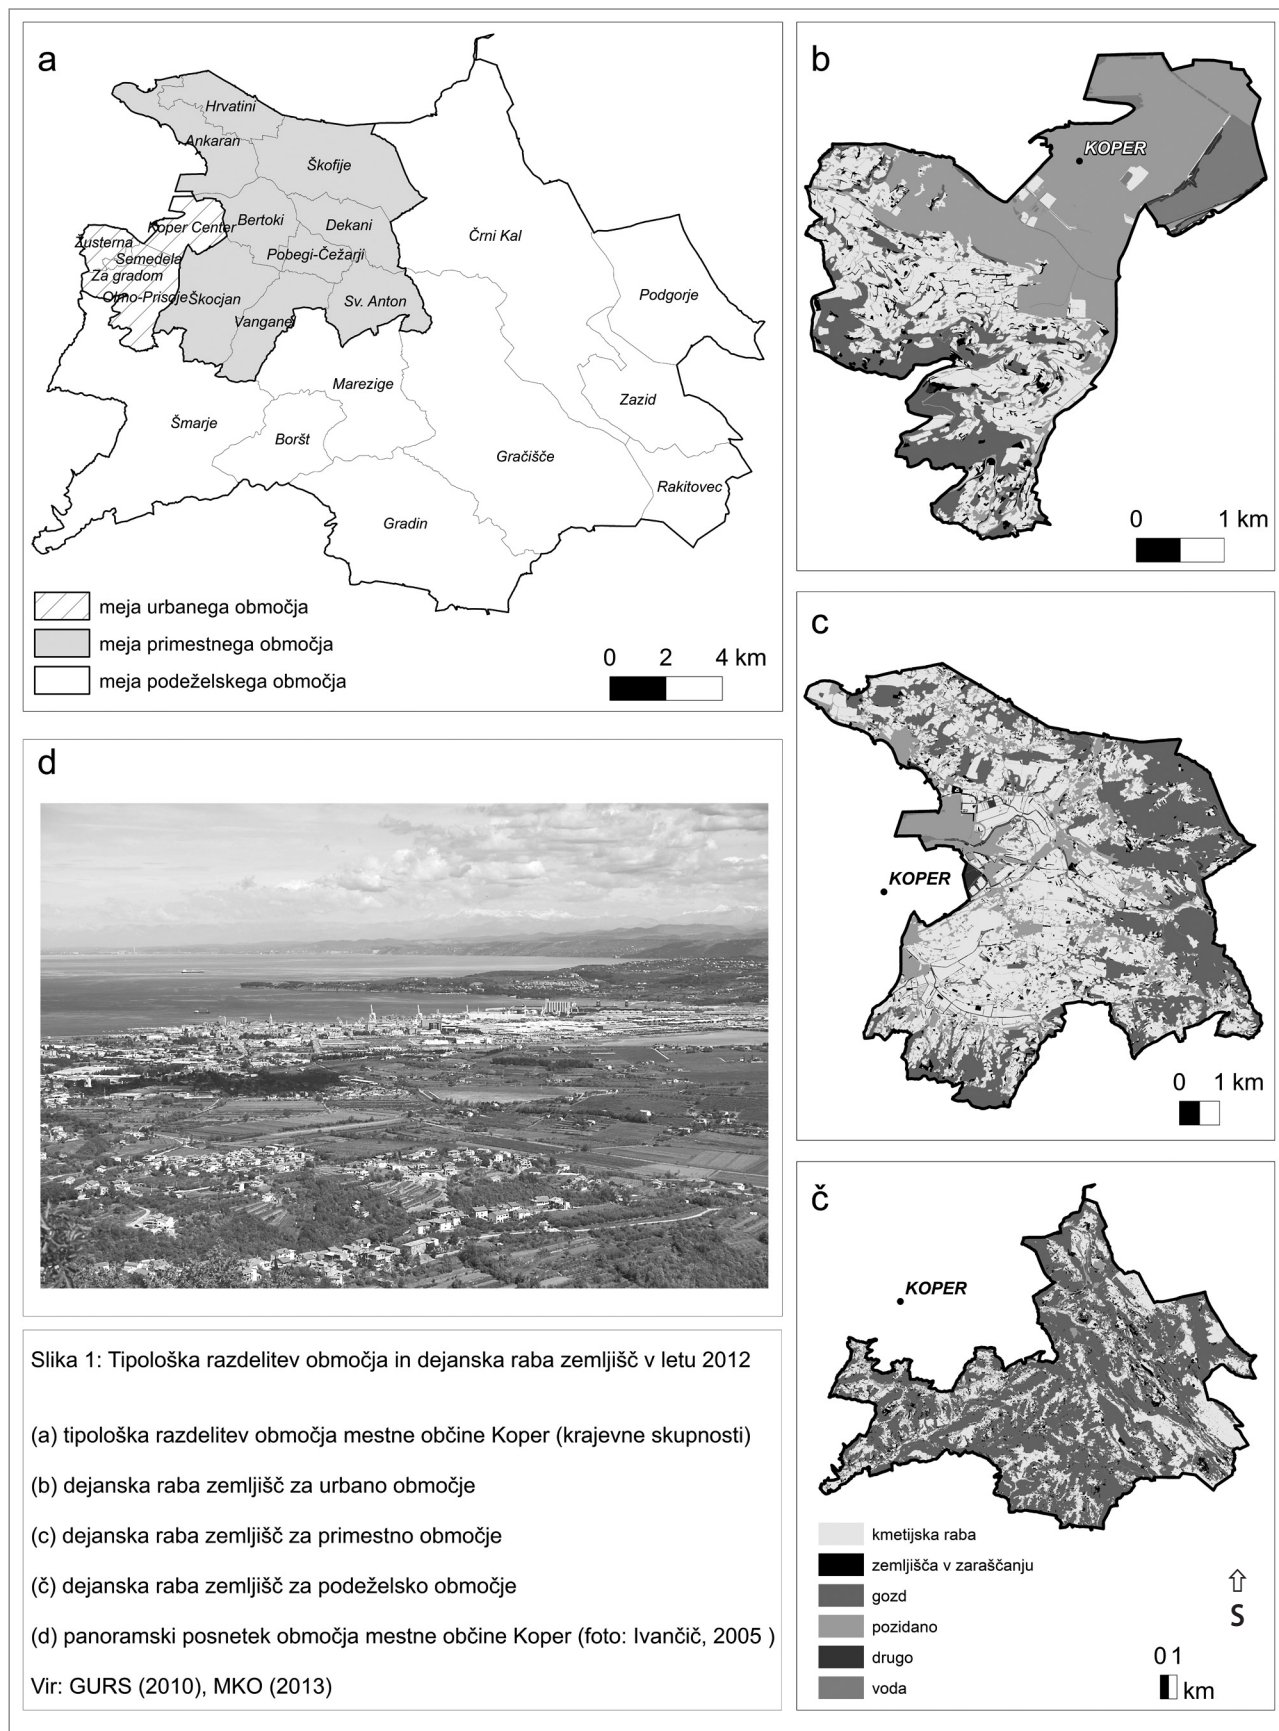 a
Hrvatini
Ankaran
Škofije
Koper Center
Bertoki
Dekani
Črni Kal
Žusterna
Semedela
Pobegi-Čežarji
Za gradom
Olmo-Prisoje
Škocjan
Sv. Anton
Podgorje
Vanganel
Marezige
Zazid
Šmarje
Boršt
Gračišče
Rakitovec
Gradin
meja urbanega območja
meja primestnega območja
meja podeželskega območja
0 2 4 km
b
KOPER
0 1 km
c
KOPER
0 1 km
d
č
KOPER
kmetijska raba
zemljišča v zaraščanju
gozd
pozidano
drugo
voda
S
0 1
km
Slika 1: Tipološka razdelitev območja in dejanska raba zemljišč v letu 2012
(a) tipološka razdelitev območja mestne občine Koper (krajevne skupnosti)
(b) dejanska raba zemljišč za urbano območje
(c) dejanska raba zemljišč za primestno območje
(č) dejanska raba zemljišč za podeželsko območje
(d) panoramski posnetek območja mestne občine Koper (foto: Ivančič, 2005 )
Vir: GURS (2010), MKO (2013)